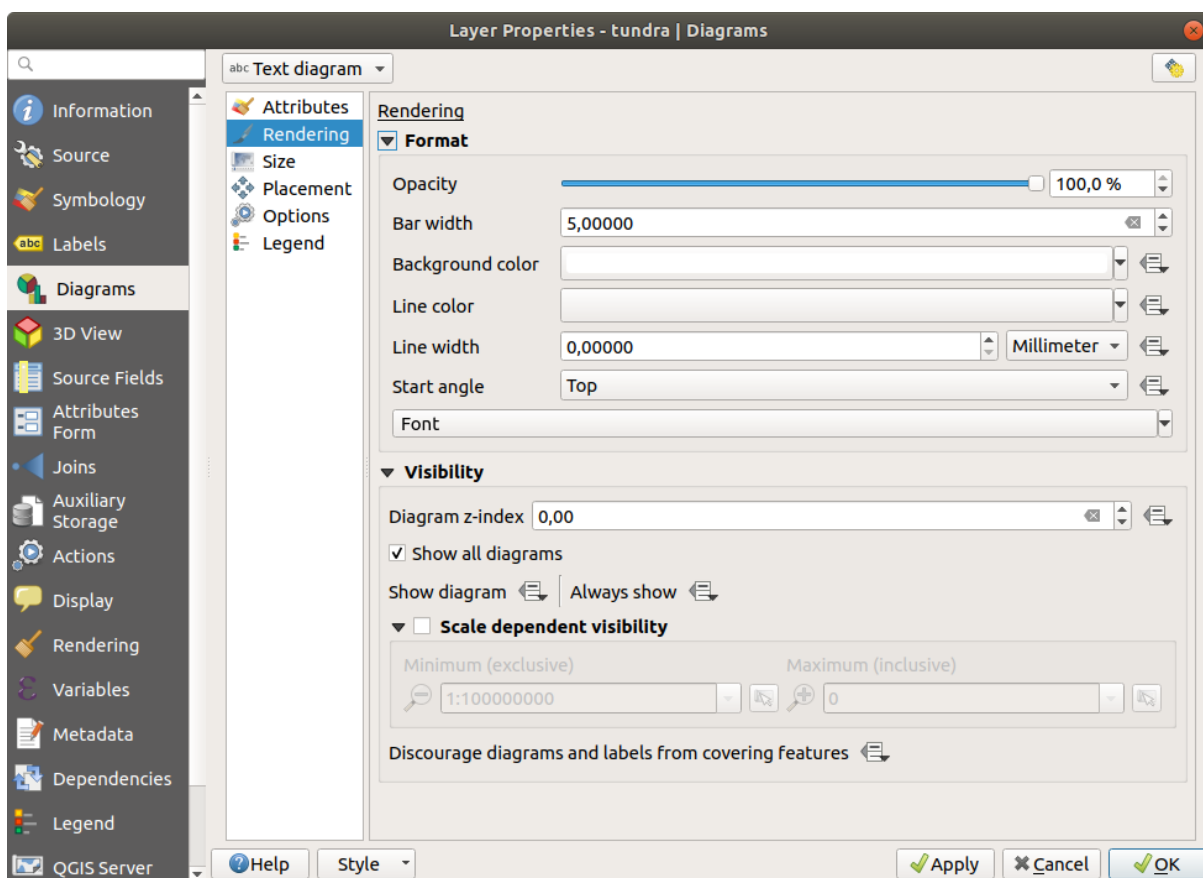 Layer Properties - tundra | Diagrams
abc Text diagram
Information
Source
Symbology
abc Labels
Diagrams
3D View
Source Fields
Attributes
Form
Joins
Auxiliary
Storage
Actions
Display
Rendering
Variables
Metadata
Dependencies
Legend
QGIS Server
Attributes
Rendering
Size
Placement
Options
Legend
Rendering
Format
Opacity 100,0 %
Bar width 5,00000
Background color
Line color
Line width 0,00000 Millimeter
Start angle Top
Font
Visibility
Diagram z-index 0,00
Show all diagrams
Show diagram Always show
Scale dependent visibility
Minimum (exclusive) Maximum (inclusive)
1:100000000 0
Discourage diagrams and labels from covering features
Help Style Apply Cancel OK